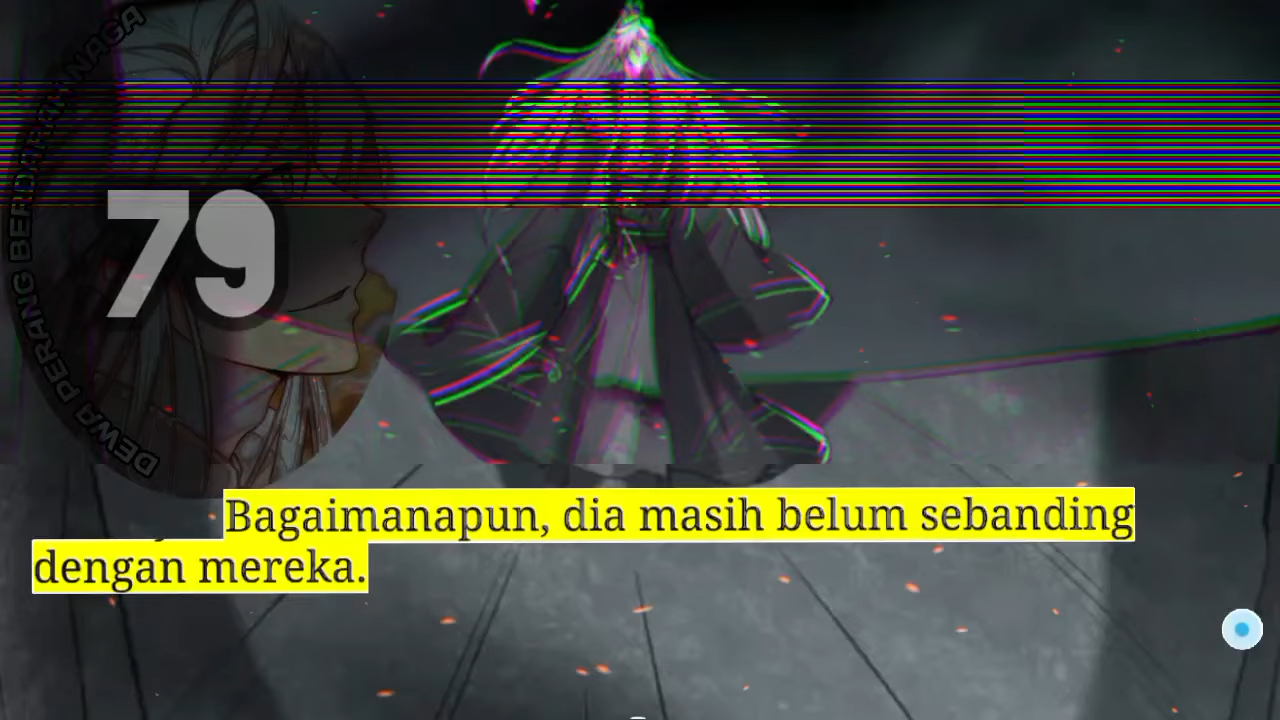 DEWA PERANG BERDARAH NAGA
79
Bagaimanapun, dia masih belum sebanding
dengan mereka.